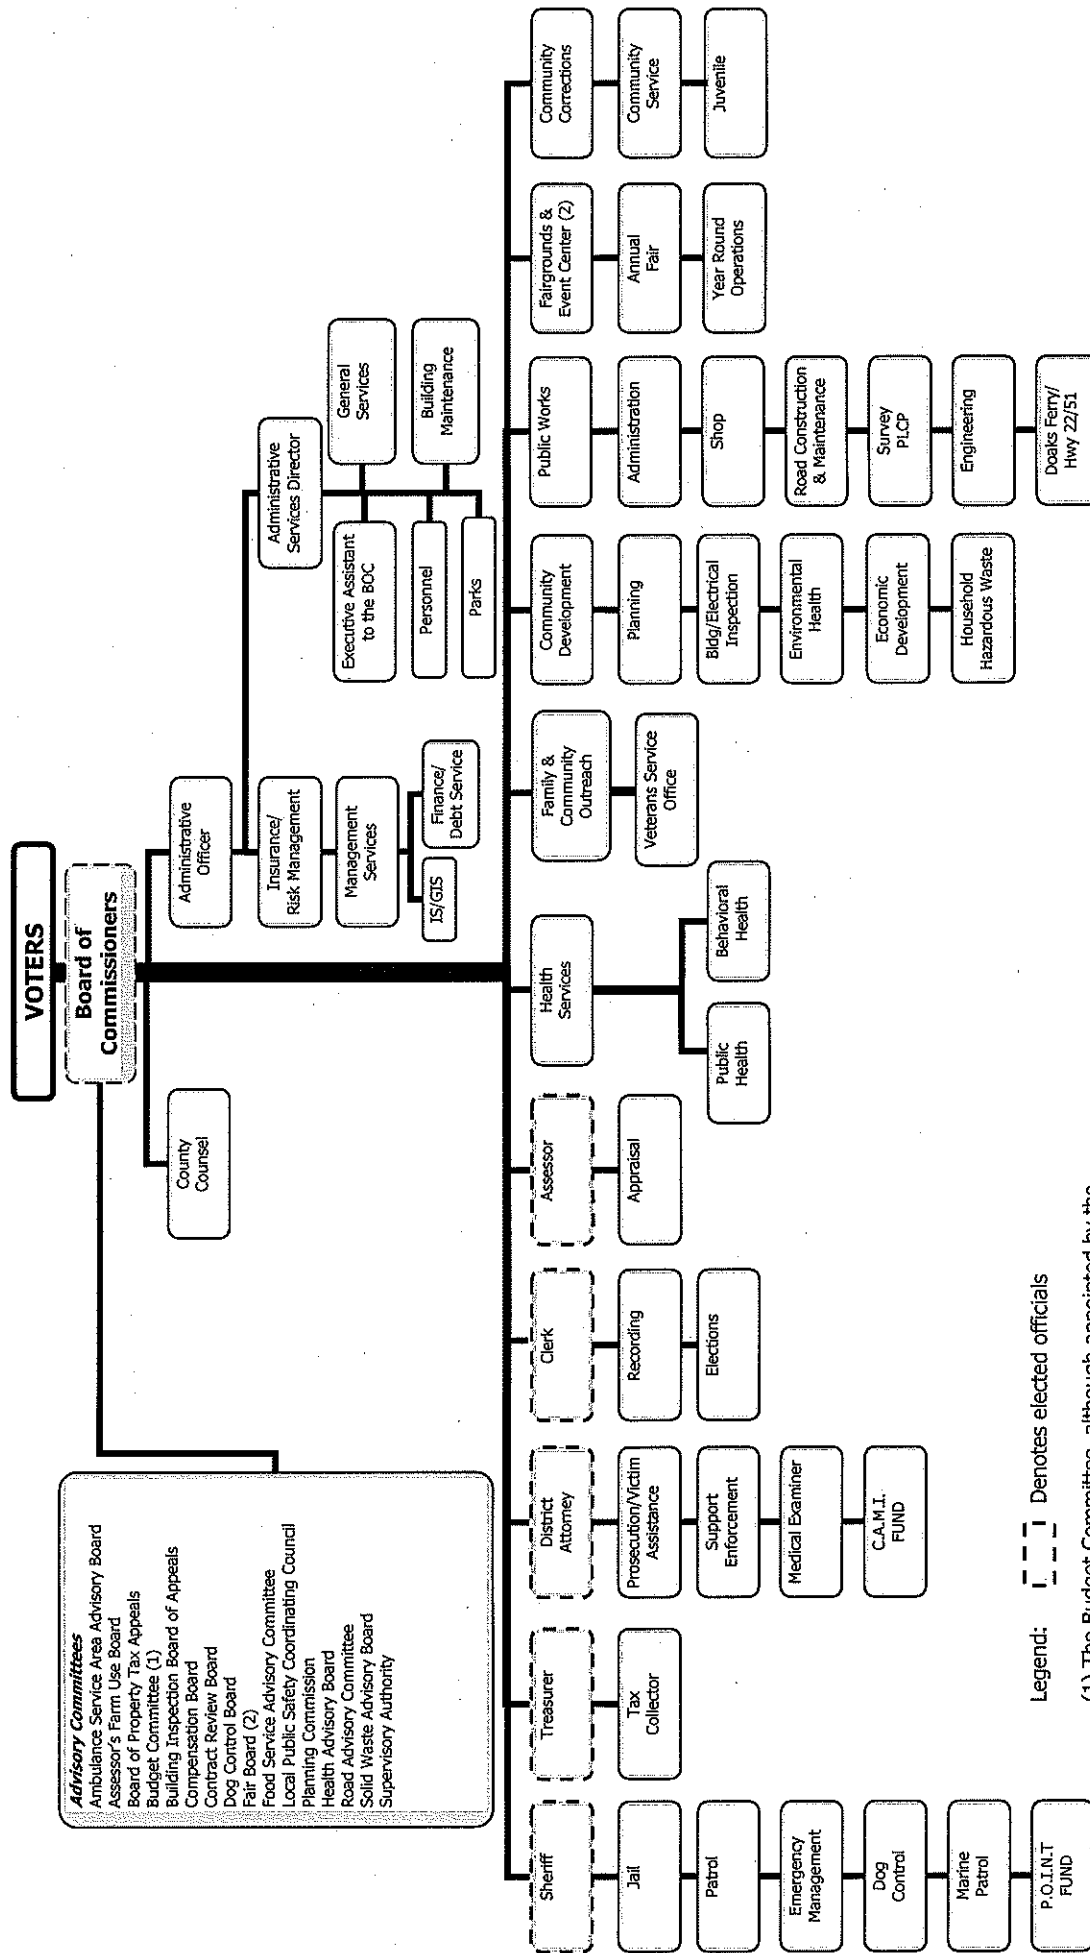 VOTERS
Board of
Commissioners
Advisory Committees
Ambulance Service Area Advisory Board
Assessor's Farm Use Board
Board of Property Tax Appeals
Budget Committee (1)
Building Inspection Board of Appeals
Compensation Board
Contract Review Board
Dog Control Board
Fair Board (2)
Food Service Advisory Committee
Local Public Safety Coordinating Council
Planning Commission
Health Advisory Board
Road Advisory Committee
Solid Waste Advisory Board
Supervisory Authority
County
Counsel
Administrative
Officer
Insurance/
Risk Management
Management
Services
IS/GIS
Finance/
Debt Service
Administrative
Services Director
Executive Assistant
to the BOC
General
Services
Personnel
Building
Maintenance
Parks
Sheriff
Jail
Patrol
Emergency
Management
Dog
Control
Marine
Patrol
P.O.I.N.T
FUND
Treasurer
Tax
Collector
District
Attorney
Prosecution/Victim
Assistance
Support
Enforcement
Medical Examiner
C.A.M.I.
FUND
Clerk
Recording
Elections
Assessor
Appraisal
Health
Services
Public
Health
Behavioral
Health
Family &
Community
Outreach
Veterans Service
Office
Community
Development
Planning
Bldg/Electrical
Inspection
Environmental
Health
Economic
Development
Household
Hazardous Waste
Public Works
Administration
Shop
Road Construction
& Maintenance
Survey
PLCP
Engineering
Doaks Ferry/
Hwy 22/51
Fairgrounds &
Event Center (2)
Annual
Fair
Year Round
Operations
Community
Corrections
Community
Service
Juvenile
Legend: Denotes elected officials
(1) The Budget Committee, although appointed by the